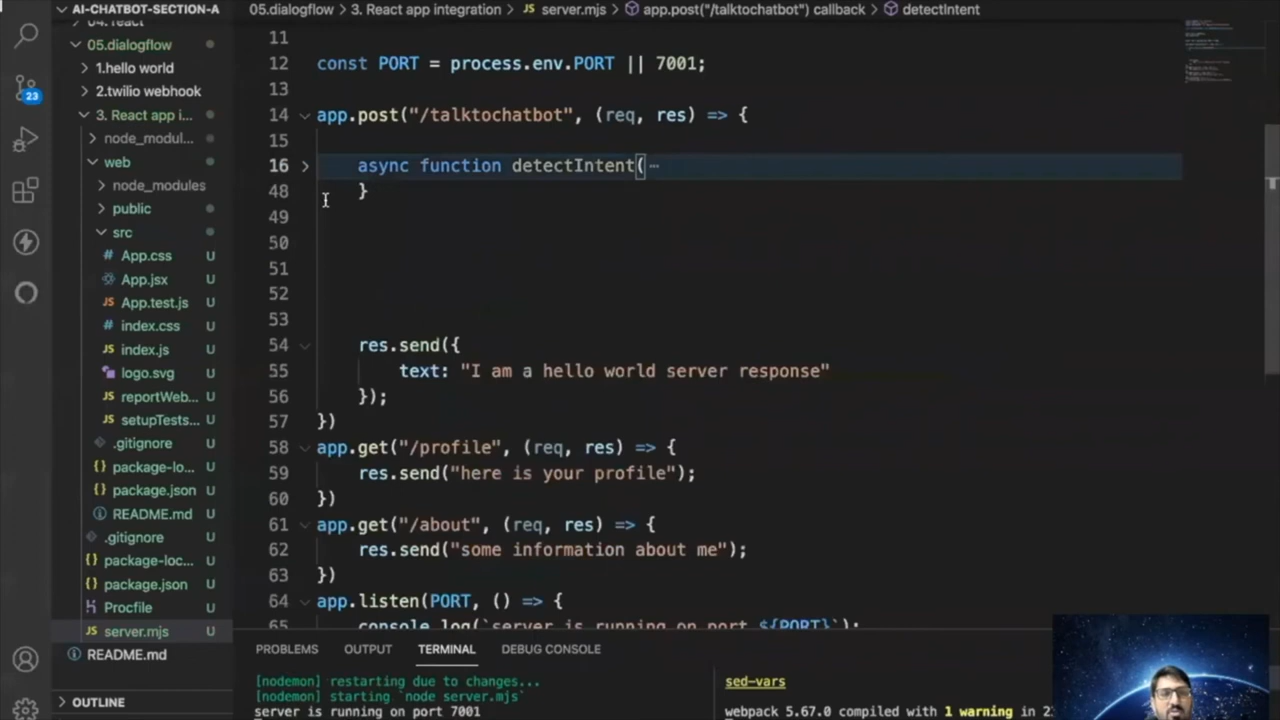 AI-CHATBOT-SECTION-A
05.dialogflow > 3. React app integration > JS server.mjs > app.post("/talktochatbot") callback > detectIntent
05.dialogflow
1.hello world
2.twilio webhook
3. React app i...
node_modul...
web
node_modules
public
src
# App.css U
App.jsx U
JS App.test.js U
# index.css U
JS index.js U
logo.svg U
JS reportWeb... U
JS setupTests... U
.gitignore U
{} package-lo... U
{} package.json U
README.md U
.gitignore U
{} package-loc... U
{} package.json U
Procfile U
JS server.mjs U
README.md
OUTLINE
23
11
12 const PORT = process.env.PORT || 7001;
13
14 app.post("/talktochatbot", (req, res) => {
15
16 async function detectIntent( ⋯
48 }
49
50
51
52
53
54 res.send({
55 text: "I am a hello world server response"
56 });
57 })
58 app.get("/profile", (req, res) => {
59 res.send("here is your profile");
60 })
61 app.get("/about", (req, res) => {
62 res.send("some information about me");
63 })
64 app.listen(PORT, () => {
65 console.log(`server is running on port ${PORT}`);
PROBLEMS OUTPUT TERMINAL DEBUG CONSOLE
[nodemon] restarting due to changes...
[nodemon] starting `node server.mjs`
server is running on port 7001
sed-vars
webpack 5.67.0 compiled with 1 warning in 2